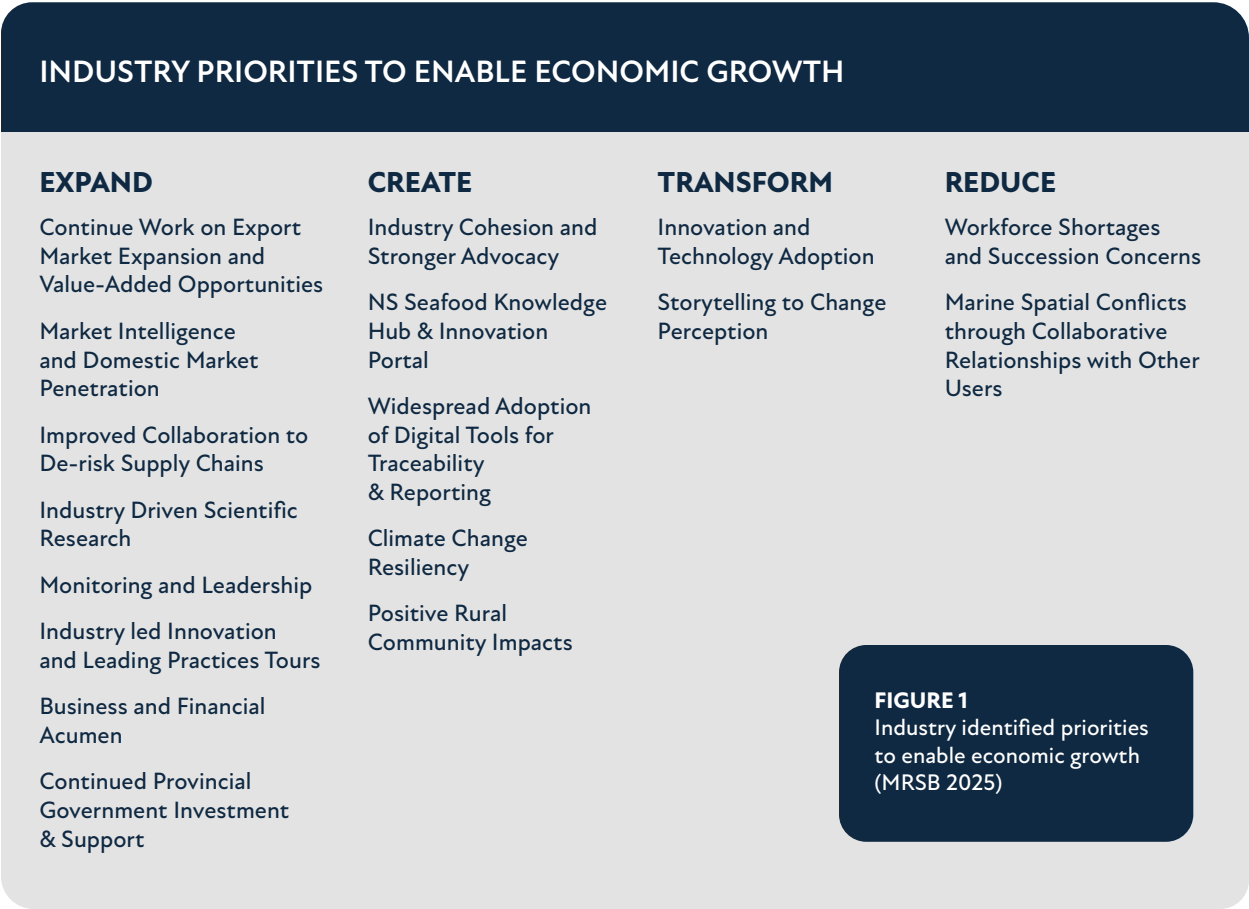 INDUSTRY PRIORITIES TO ENABLE ECONOMIC GROWTH
EXPAND
Continue Work on Export
Market Expansion and
Value-Added Opportunities
Market Intelligence
and Domestic Market
Penetration
Improved Collaboration to
De-risk Supply Chains
Industry Driven Scientific
Research
Monitoring and Leadership
Industry led Innovation
and Leading Practices Tours
Business and Financial
Acumen
Continued Provincial
Government Investment
& Support
CREATE
Industry Cohesion and
Stronger Advocacy
NS Seafood Knowledge
Hub & Innovation
Portal
Widespread Adoption
of Digital Tools for
Traceability
& Reporting
Climate Change
Resiliency
Positive Rural
Community Impacts
TRANSFORM
Innovation and
Technology Adoption
Storytelling to Change
Perception
REDUCE
Workforce Shortages
and Succession Concerns
Marine Spatial Conflicts
through Collaborative
Relationships with Other
Users
FIGURE 1
Industry identified priorities
to enable economic growth
(MRSB 2025)